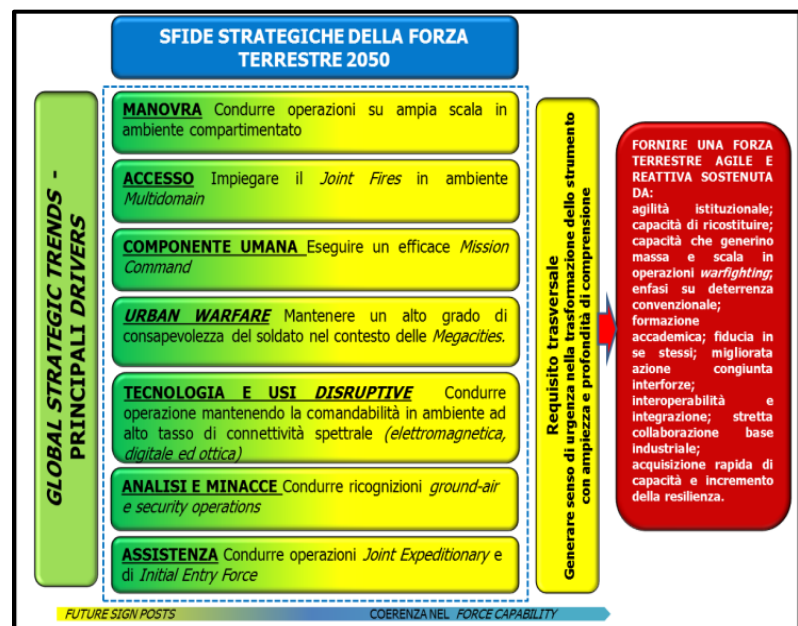 SFIDE STRATEGICHE DELLA FORZA
TERRESTRE 2050
GLOBAL STRATEGIC TRENDS -
PRINCIPALI DRIVERS
MANOVRA Condurre operazioni su ampia scala in
ambiente compartimentato
ACCESSO Impiegare il Joint Fires in ambiente
Multidomain
COMPONENTE UMANA Eseguire un efficace Mission
Command
URBAN WARFARE Mantenere un alto grado di
consapevolezza del soldato nel contesto delle Megacities.
TECNOLOGIA E USI DISRUPTIVE Condurre
operazione mantenendo la comandabilità in ambiente ad
alto tasso di connettività spettrale (elettromagnetica,
digitale ed ottica)
ANALISI E MINACCE Condurre ricognizioni ground-air
e security operations
ASSISTENZA Condurre operazioni Joint Expeditionary e
di Initial Entry Force
Requisito trasversale
Generare senso di urgenza nella trasformazione dello strumento
con ampiezza e profondità di comprensione
FORNIRE UNA FORZA
TERRESTRE AGILE E
REATTIVA SOSTENUTA
DA:
agilità istituzionale;
capacità di ricostituire;
capacità che generino
massa e scala in
operazioni warfighting;
enfasi su deterrenza
convenzionale;
formazione
accademica; fiducia in
se stessi; migliorata
azione congiunta
interforze;
interoperabilità e
integrazione; stretta
collaborazione base
industriale;
acquisizione rapida di
capacità e incremento
della resilienza.
FUTURE SIGN POSTS
COERENZA NEL FORCE CAPABILITY